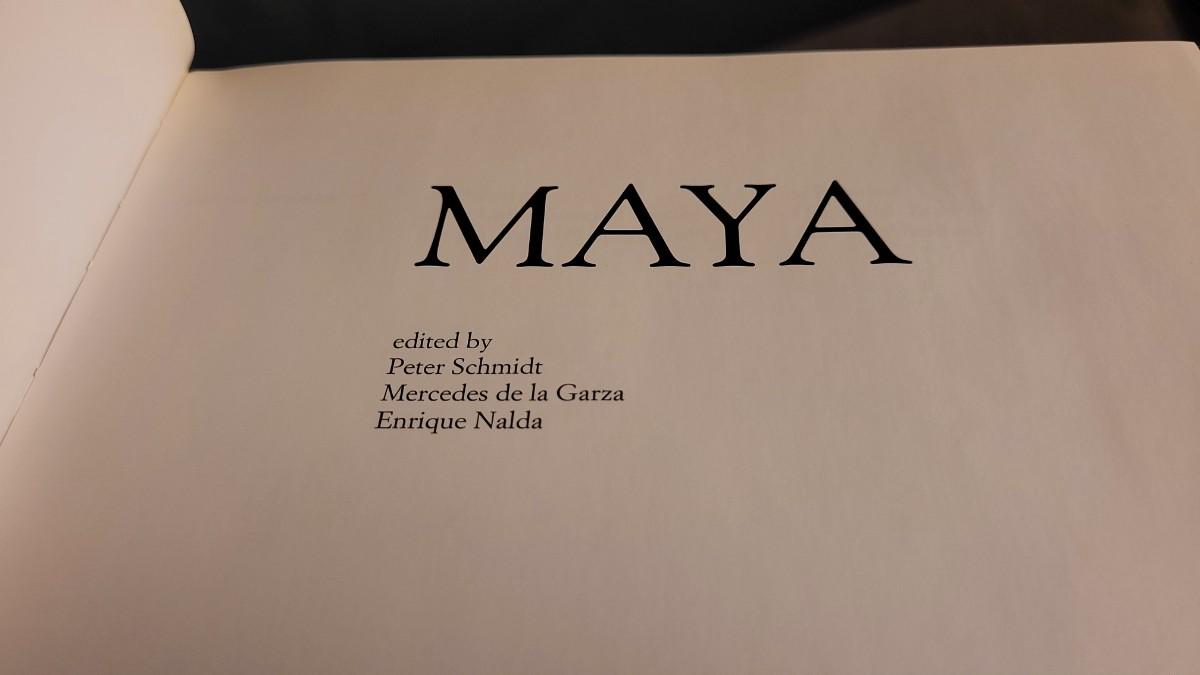 MAYA
edited by
Peter Schmidt
Mercedes de la Garza
Enrique Nalda